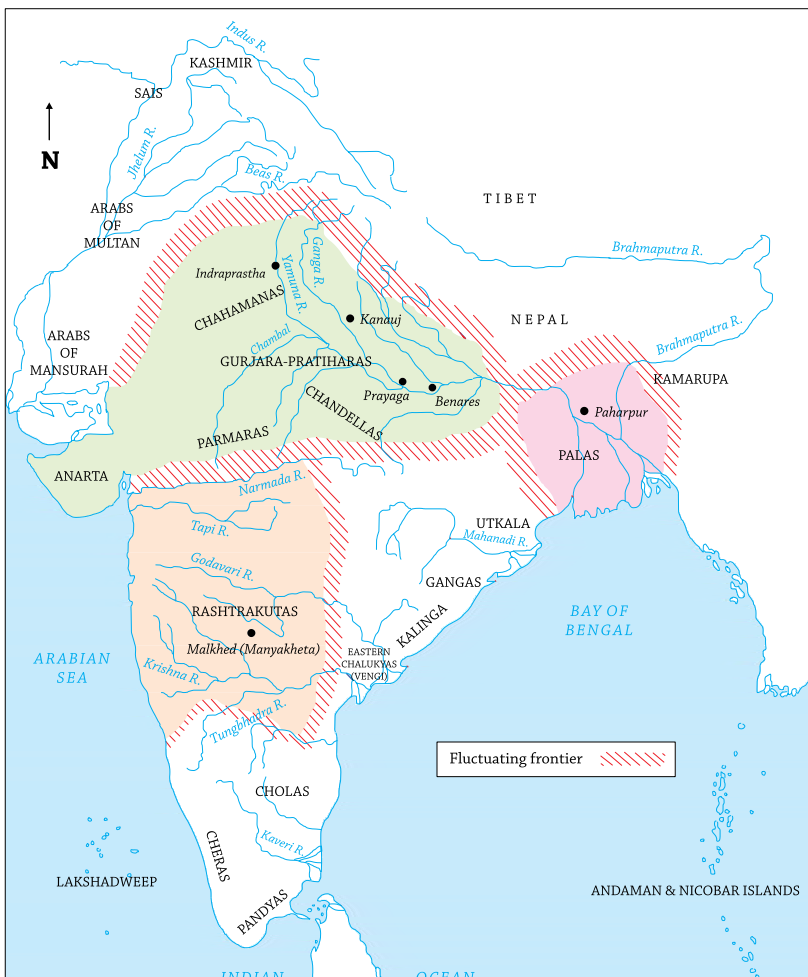 Indus R.
KASHMIR
SAIS
N
Jhelum R.
Beas R.
TIBET
ARABS
OF
MULTAN
Brahmaputra R.
Indraprastha
Ganga R.
Yamuna R.
CHAHAMANAS
Kanauj
NEPAL
Brahmaputra R.
ARABS
OF
MANSURAH
Chambal
GURJARA-PRATIHARAS
KAMARUPA
Prayaga
Benares
CHANDELLAS
Paharpur
PARMARAS
PALAS
ANARTA
Narmada R.
Tapi R.
UTKALA
Mahanadi R.
Godavari R.
GANGAS
RASHTRAKUTAS
KALINGA
BAY OF
BENGAL
Malkhed (Manyakheta)
EASTERN
CHALUKYAS
(VENGI)
ARABIAN
SEA
Krishna R.
Tungbhadra R.
Fluctuating frontier
CHOLAS
Kaveri R.
CHERAS
LAKSHADWEEP
PANDYAS
ANDAMAN & NICOBAR ISLANDS
INDIAN OCEAN